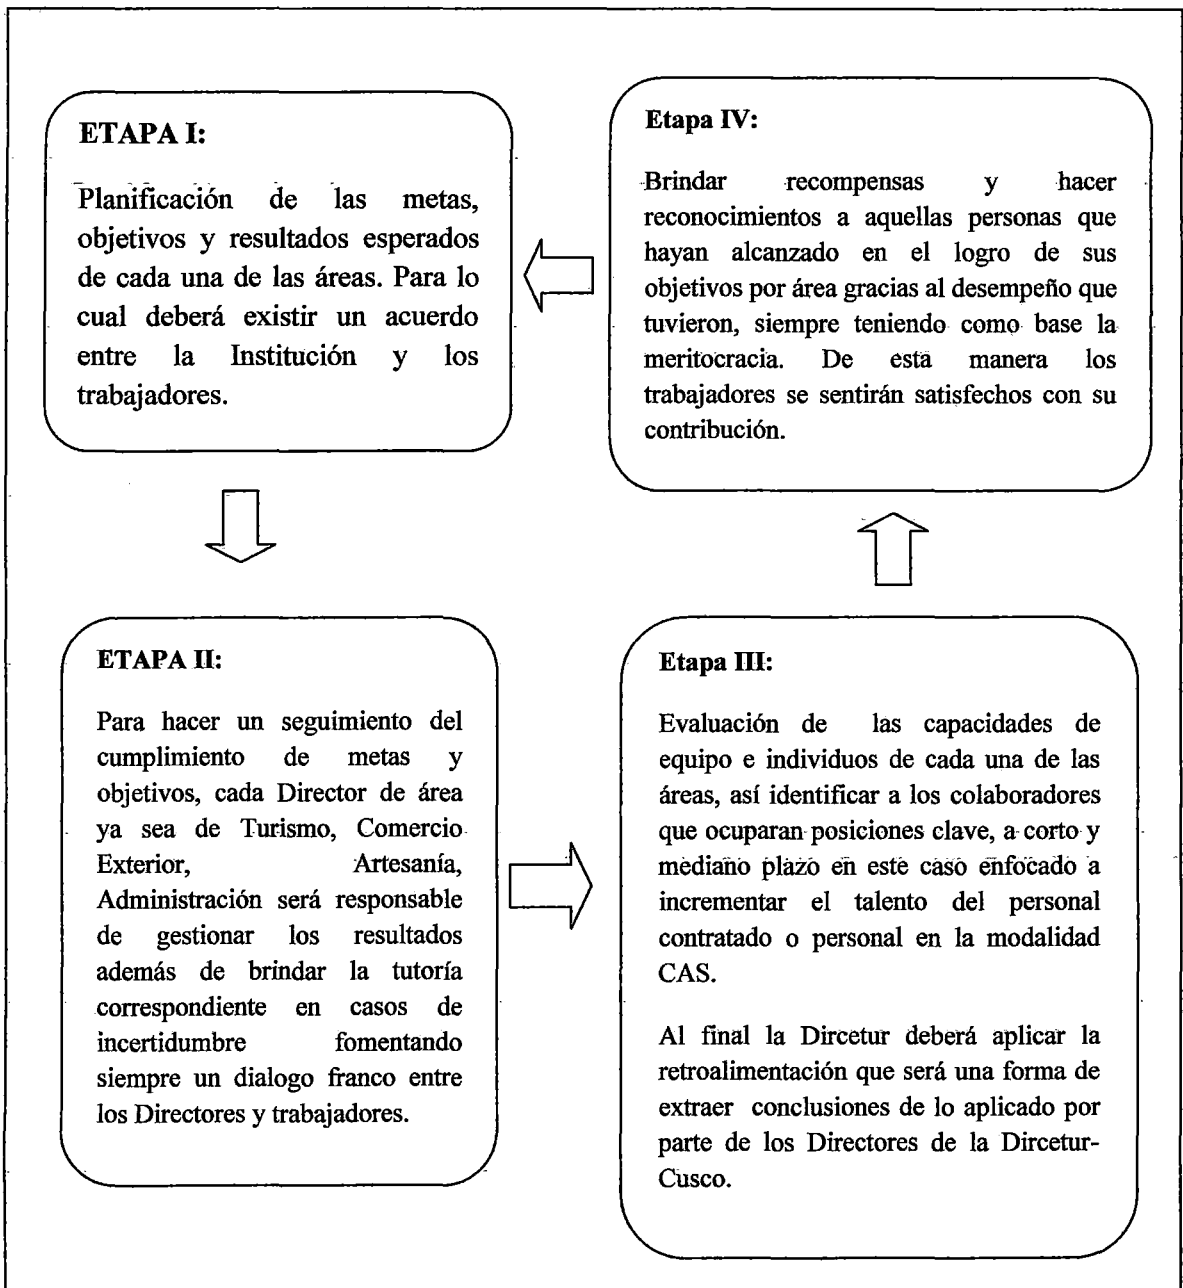 ETAPA I:
Planificación de las metas,
objetivos y resultados esperados
de cada una de las áreas. Para lo
cual deberá existir un acuerdo
entre la Institución y los
trabajadores.
ETAPA II:
Para hacer un seguimiento del
cumplimiento de metas y
objetivos, cada Director de área
ya sea de Turismo, Comercio
Exterior, Artesanía,
Administración será responsable
de gestionar los resultados
además de brindar la tutoría
correspondiente en casos de
incertidumbre fomentando
siempre un dialogo franco entre
los Directores y trabajadores.
Etapa III:
Evaluación de las capacidades de
equipo e individuos de cada una de las
áreas, así identificar a los colaboradores
que ocuparan posiciones clave, a corto y
mediano plazo en este caso enfocado a
incrementar el talento del personal
contratado o personal en la modalidad
CAS.
Al final la Dircetur deberá aplicar la
retroalimentación que será una forma de
extraer conclusiones de lo aplicado por
parte de los Directores de la Dircetur-
Cusco.
Etapa IV:
Brindar recompensas y hacer
reconocimientos a aquellas personas que
hayan alcanzado en el logro de sus
objetivos por área gracias al desempeño que
tuvieron, siempre teniendo como base la
meritocracia. De esta manera los
trabajadores se sentirán satisfechos con su
contribución.